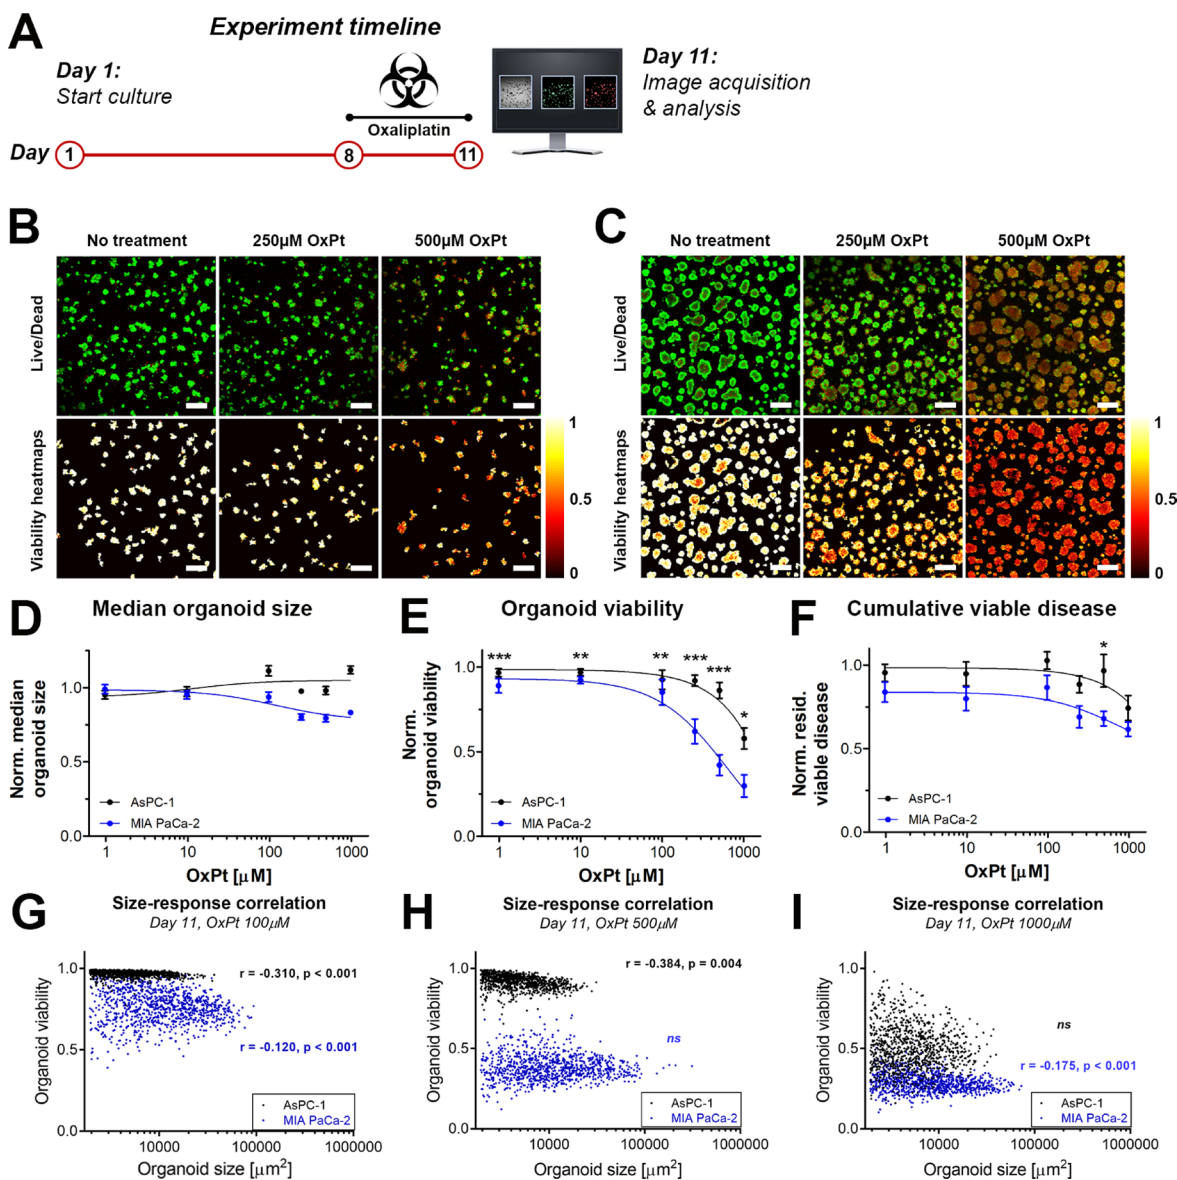 A
Experiment timeline
Day 1:
Start culture
Oxaliplatin
Day 11:
Image acquisition
& analysis
Day 1 8 11
B
No treatment 250µM OxPt 500µM OxPt
Live/Dead
Viability heatmaps
1
0.5
0
C
No treatment 250µM OxPt 500µM OxPt
Live/Dead
Viability heatmaps
1
0.5
0
D
Median organoid size
Norm. median
organoid size
1.0
0.5
0.0
AsPC-1
MIA PaCa-2
1 10 100 1000
OxPt [µM]
E
Organoid viability
Norm.
organoid viability
*** ** ** *** *** *
1.0
0.5
0.0
AsPC-1
MIA PaCa-2
1 10 100 1000
OxPt [µM]
F
Cumulative viable disease
Norm. resid.
viable disease
*
1.0
0.5
0.0
AsPC-1
MIA PaCa-2
1 10 100 1000
OxPt [µM]
G
Size-response correlation
Day 11, OxPt 100µM
Organoid viability
1.0
0.5
0.0
r = -0.310, p < 0.001
r = -0.120, p < 0.001
AsPC-1
MIA PaCa-2
10000 100000 1000000
Organoid size [µm²]
H
Size-response correlation
Day 11, OxPt 500µM
Organoid viability
1.0
0.5
0.0
r = -0.384, p = 0.004
ns
AsPC-1
MIA PaCa-2
10000 100000 1000000
Organoid size [µm²]
I
Size-response correlation
Day 11, OxPt 1000µM
Organoid viability
1.0
0.5
0.0
ns
r = -0.175, p < 0.001
AsPC-1
MIA PaCa-2
10000 100000 1000000
Organoid size [µm²]